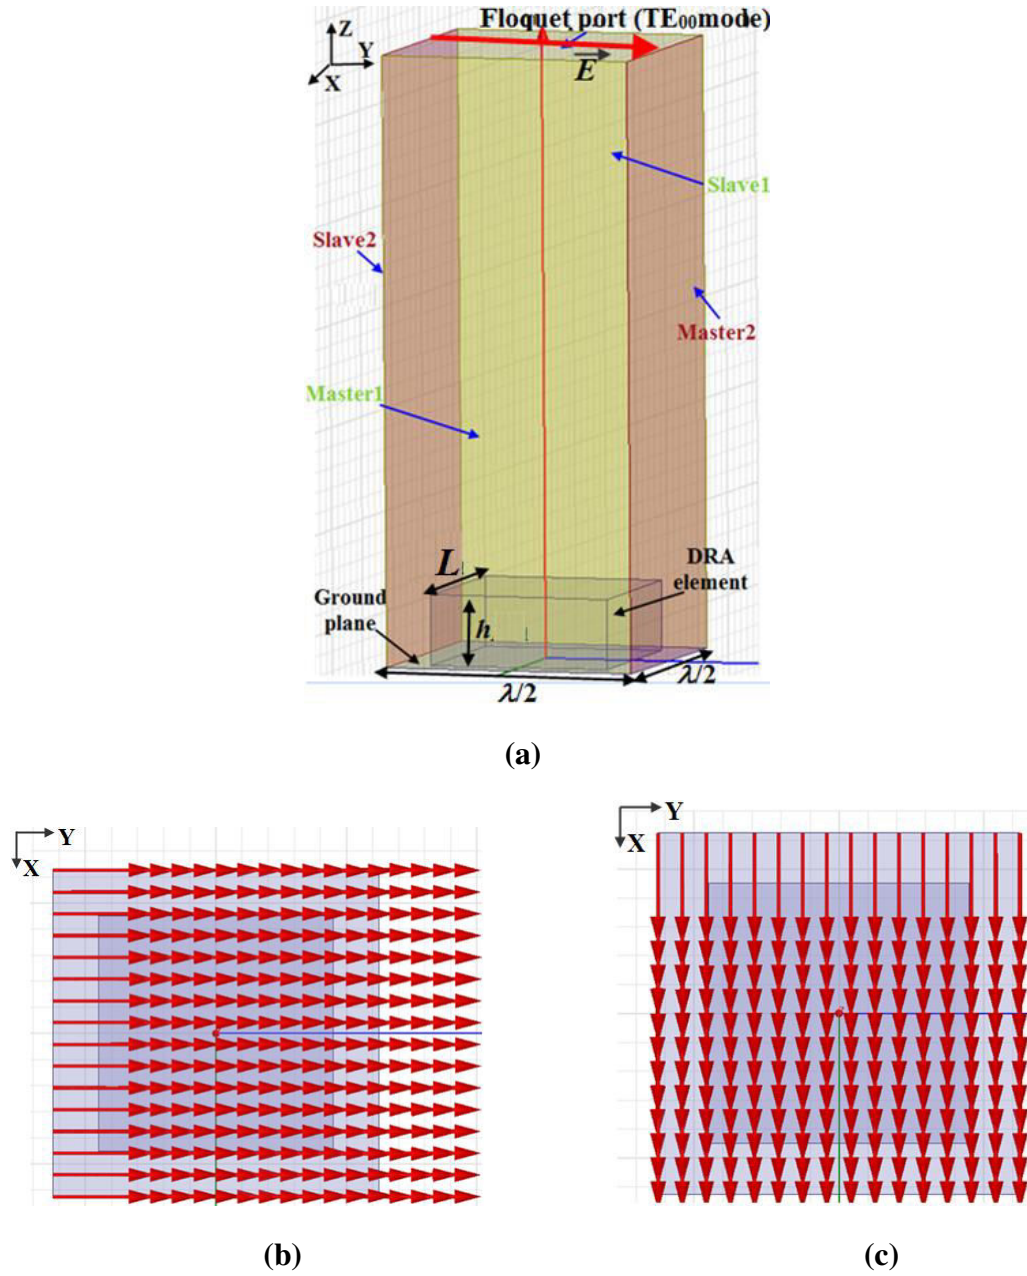 Floquet port (TE00mode)
Z
Y
X
E
Slave1
Slave2
Master2
Master1
L
DRA
element
Ground
plane
h
λ/2
λ/2
(a)
Y
X
Y
X
(b)
(c)